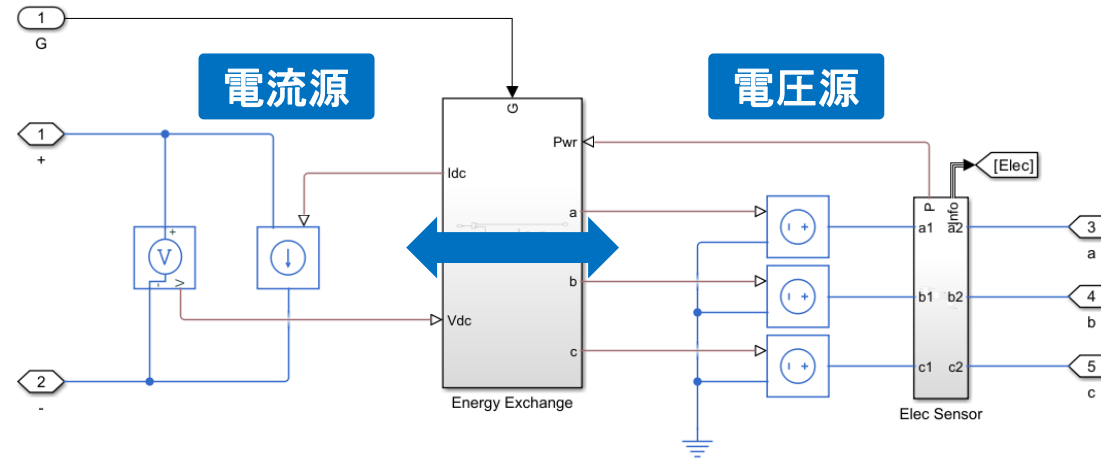 1
G
電流源
電圧源
1
+
G
Pwr
Idc
a
b
Vdc
c
Energy Exchange
+
V
-
V
2
-
[Elec]
P
Info
a1
a2
b1
b2
c1
c2
Elec Sensor
- +
- +
- +
3
a
4
b
5
c